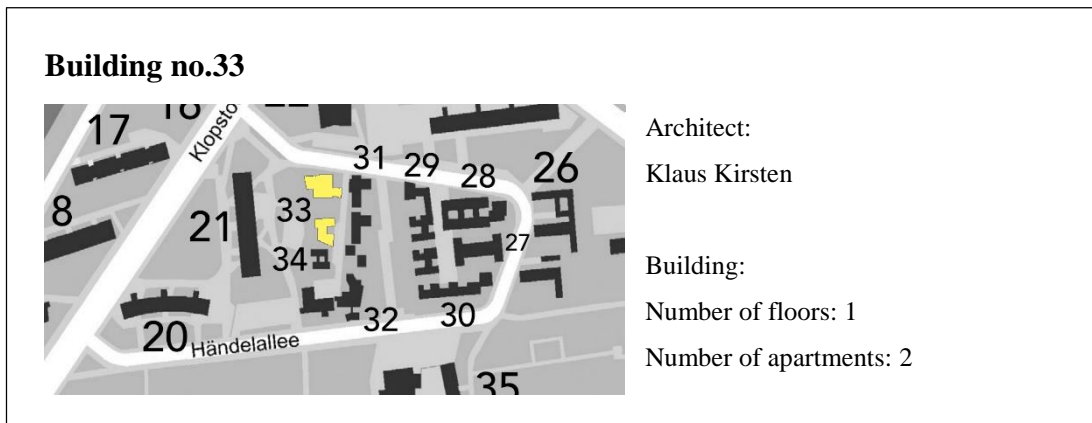 Building no.33
17
Klopsto
31
29
28
26
8
21
33
34
27
20
Händelallee
32
30
35
Architect:
Klaus Kirsten
Building:
Number of floors: 1
Number of apartments: 2